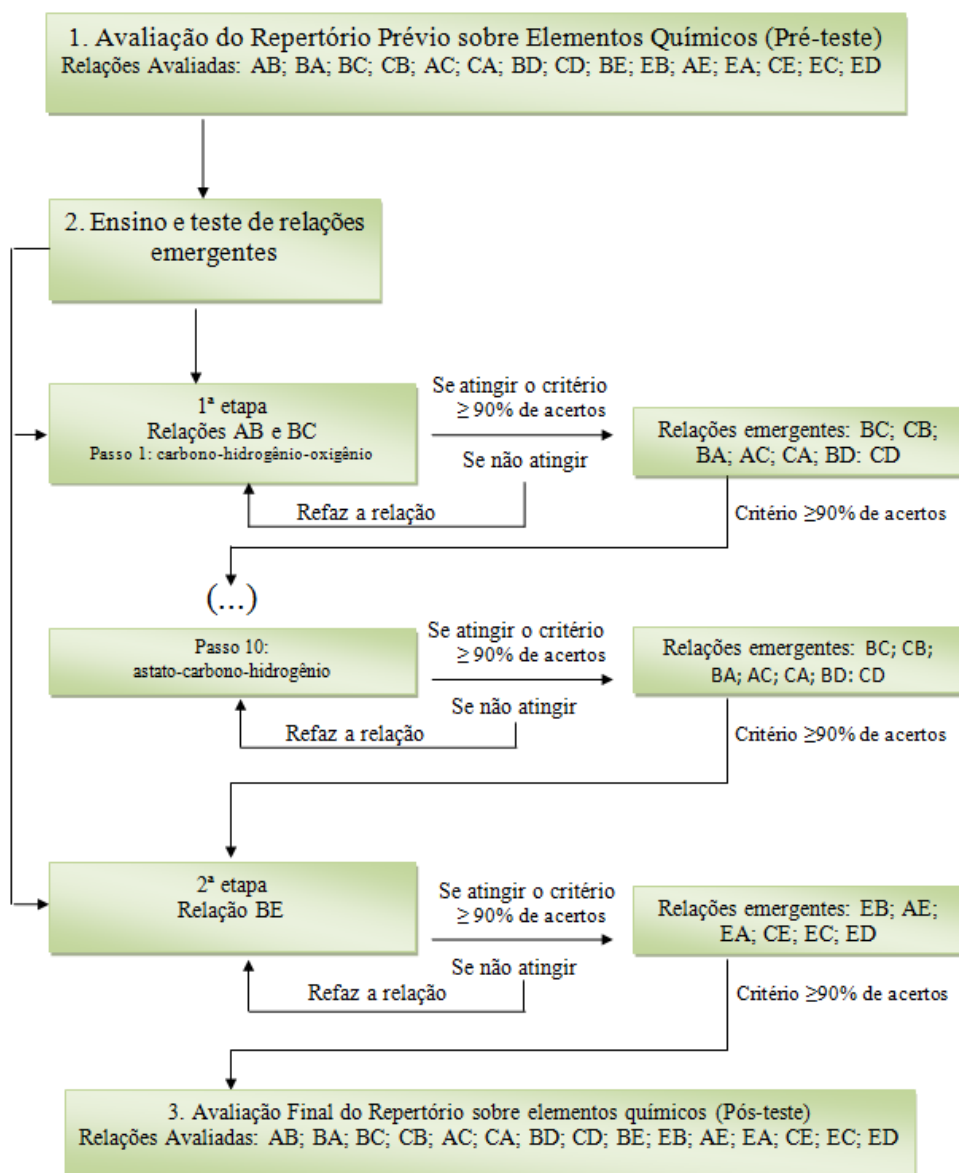 1. Avaliação do Repertório Prévio sobre Elementos Químicos (Pré-teste)
Relações Avaliadas: AB; BA; BC; CB; AC; CA; BD; CD; BE; EB; AE; EA; CE; EC; ED
2. Ensino e teste de relações
emergentes
1ª etapa
Relações AB e BC
Passo 1: carbono-hidrogênio-oxigênio
Se atingir o critério
≥ 90% de acertos
Se não atingir
Refaz a relação
Relações emergentes: BC; CB;
BA; AC; CA; BD: CD
Critério ≥90% de acertos
(...)
Passo 10:
astato-carbono-hidrogênio
Se atingir o critério
≥ 90% de acertos
Se não atingir
Refaz a relação
Relações emergentes: BC; CB;
BA; AC; CA; BD: CD
Critério ≥90% de acertos
2ª etapa
Relação BE
Se atingir o critério
≥ 90% de acertos
Se não atingir
Refaz a relação
Relações emergentes: EB; AE;
EA; CE; EC; ED
Critério ≥90% de acertos
3. Avaliação Final do Repertório sobre elementos químicos (Pós-teste)
Relações Avaliadas: AB; BA; BC; CB; AC; CA; BD; CD; BE; EB; AE; EA; CE; EC; ED